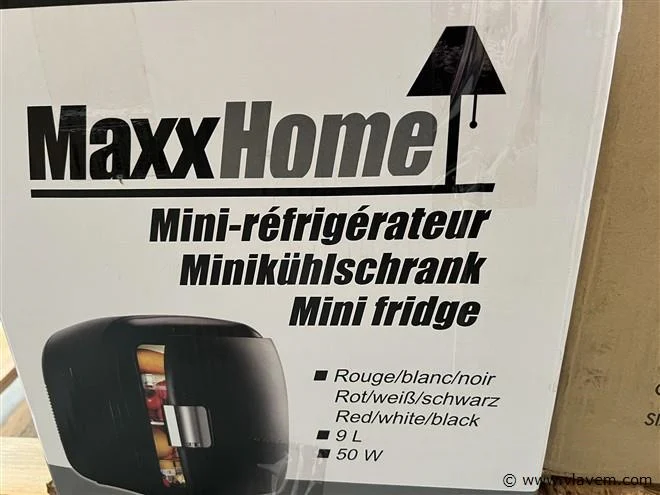 MaxxHome
Mini-réfrigérateur
Minikühlschrank
Mini fridge
■ Rouge/blanc/noir
Rot/weiß/schwarz
Red/white/black
■ 9 L
■ 50 W
© www.vlavem.com